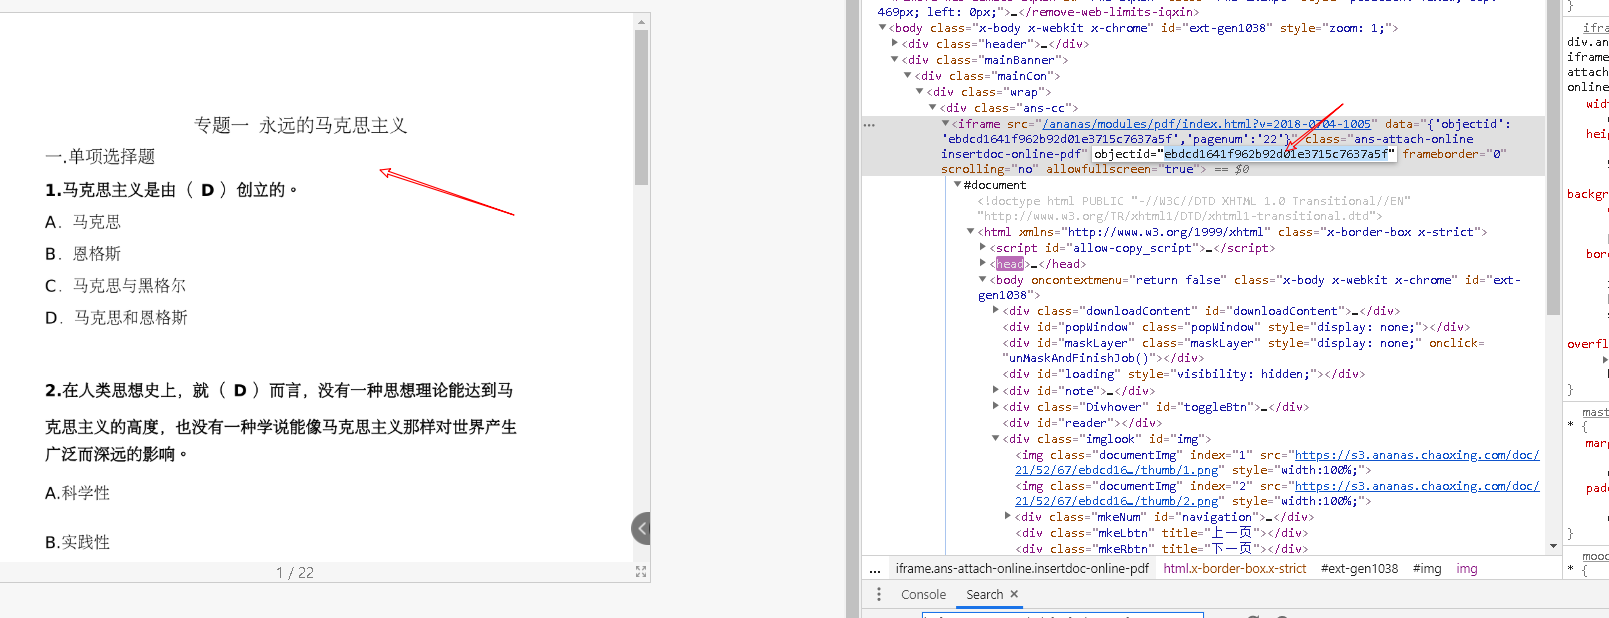 专题一 永远的马克思主义
一.单项选择题
1.马克思主义是由（ D ）创立的。
A. 马克思
B. 恩格斯
C. 马克思与黑格尔
D. 马克思和恩格斯
2.在人类思想史上，就（ D ）而言，没有一种思想理论能达到马
克思主义的高度，也没有一种学说能像马克思主义那样对世界产生
广泛而深远的影响。
A.科学性
B.实践性
1 / 22
469px; left: 0px;">…</remove-web-limits-iqxin>
<body class="x-body x-webkit x-chrome" id="ext-gen1038" style="zoom: 1;">
<div class="header">…</div>
<div class="mainBanner">
<div class="mainCon">
<div class="wrap">
<div class="ans-cc">
<iframe src="/ananas/modules/pdf/index.html?v=2018-0704-1005" data="{'objectid':
'ebdcd1641f962b92d01e3715c7637a5f','pagenum':'22'}" class="ans-attach-online
insertdoc-online-pdf" objectid="ebdcd1641f962b92d01e3715c7637a5f" frameborder="0"
scrolling="no" allowfullscreen="true"> == $0
#document
<!doctype html PUBLIC "-//W3C//DTD XHTML 1.0 Transitional//EN"
"http://www.w3.org/TR/xhtml1/DTD/xhtml1-transitional.dtd">
<html xmlns="http://www.w3.org/1999/xhtml" class="x-border-box x-strict">
<script id="allow-copy_script">…</script>
<head>…</head>
<body oncontextmenu="return false" class="x-body x-webkit x-chrome" id="ext-
gen1038">
<div class="downloadContent" id="downloadContent">…</div>
<div id="popWindow" class="popWindow" style="display: none;"></div>
<div id="maskLayer" class="maskLayer" style="display: none;" onclick=
"unMaskAndFinishJob()"></div>
<div id="loading" style="visibility: hidden;"></div>
<div id="note">…</div>
<div class="Divhover" id="toggleBtn">…</div>
<div id="reader"></div>
<div class="imglook" id="img">
<img class="documentImg" index="1" src="https://s3.ananas.chaoxing.com/doc/
21/52/67/ebdcd16…/thumb/1.png" style="width:100%;">
<img class="documentImg" index="2" src="https://s3.ananas.chaoxing.com/doc/
21/52/67/ebdcd16…/thumb/2.png" style="width:100%;">
<div class="mkeNum" id="navigation">…</div>
<div class="mkeLbtn" title="上一页"></div>
<div class="mkeRbtn" title="下一页"></div>
... iframe.ans-attach-online.insertdoc-online-pdf html.x-border-box.x-strict #ext-gen1038 #img img
Console Search ×
}
ifra
div.an
iframe
attach
online
widt
heig
backgr
bord
overfl
}
mast
* {
marg
padd
}
mooc
* {